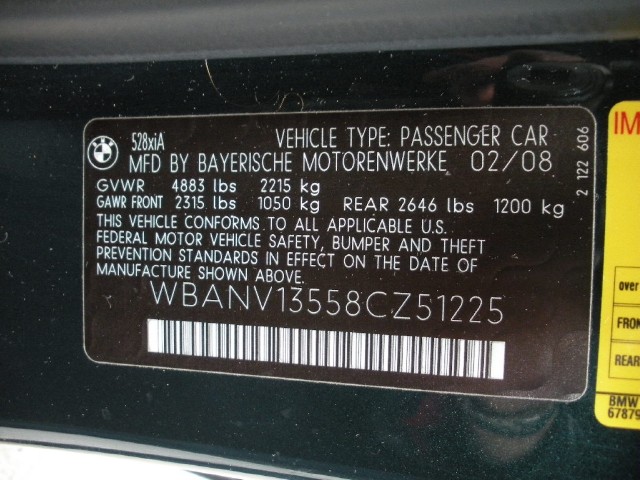 BMW
528xiA
VEHICLE TYPE: PASSENGER CAR
MFD BY BAYERISCHE MOTORENWERKE 02/08
GVWR 4883 lbs 2215 kg
GAWR FRONT 2315 lbs 1050 kg REAR 2646 lbs 1200 kg
THIS VEHICLE CONFORMS TO ALL APPLICABLE U.S.
FEDERAL MOTOR VEHICLE SAFETY, BUMPER AND THEFT
PREVENTION STANDARDS IN EFFECT ON THE DATE OF
MANUFACTURE SHOWN ABOVE.
WBANV13558CZ51225
2 122 606
IM
over
FRON
REAR
BMW
67879